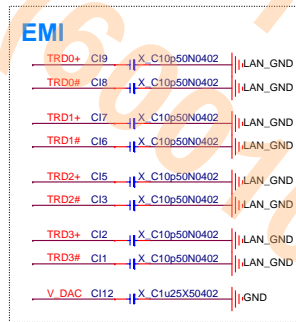 EMI
TRD0+ CI9 X_C10p50N0402 LAN_GND
TRD0# CI8 X_C10p50N0402 LAN_GND
TRD1+ CI7 X_C10p50N0402 LAN_GND
TRD1# CI6 X_C10p50N0402 LAN_GND
TRD2+ CI5 X_C10p50N0402 LAN_GND
TRD2# CI3 X_C10p50N0402 LAN_GND
TRD3+ CI2 X_C10p50N0402 LAN_GND
TRD3# CI1 X_C10p50N0402 LAN_GND
V_DAC CI12 X_C1u25X50402 GND